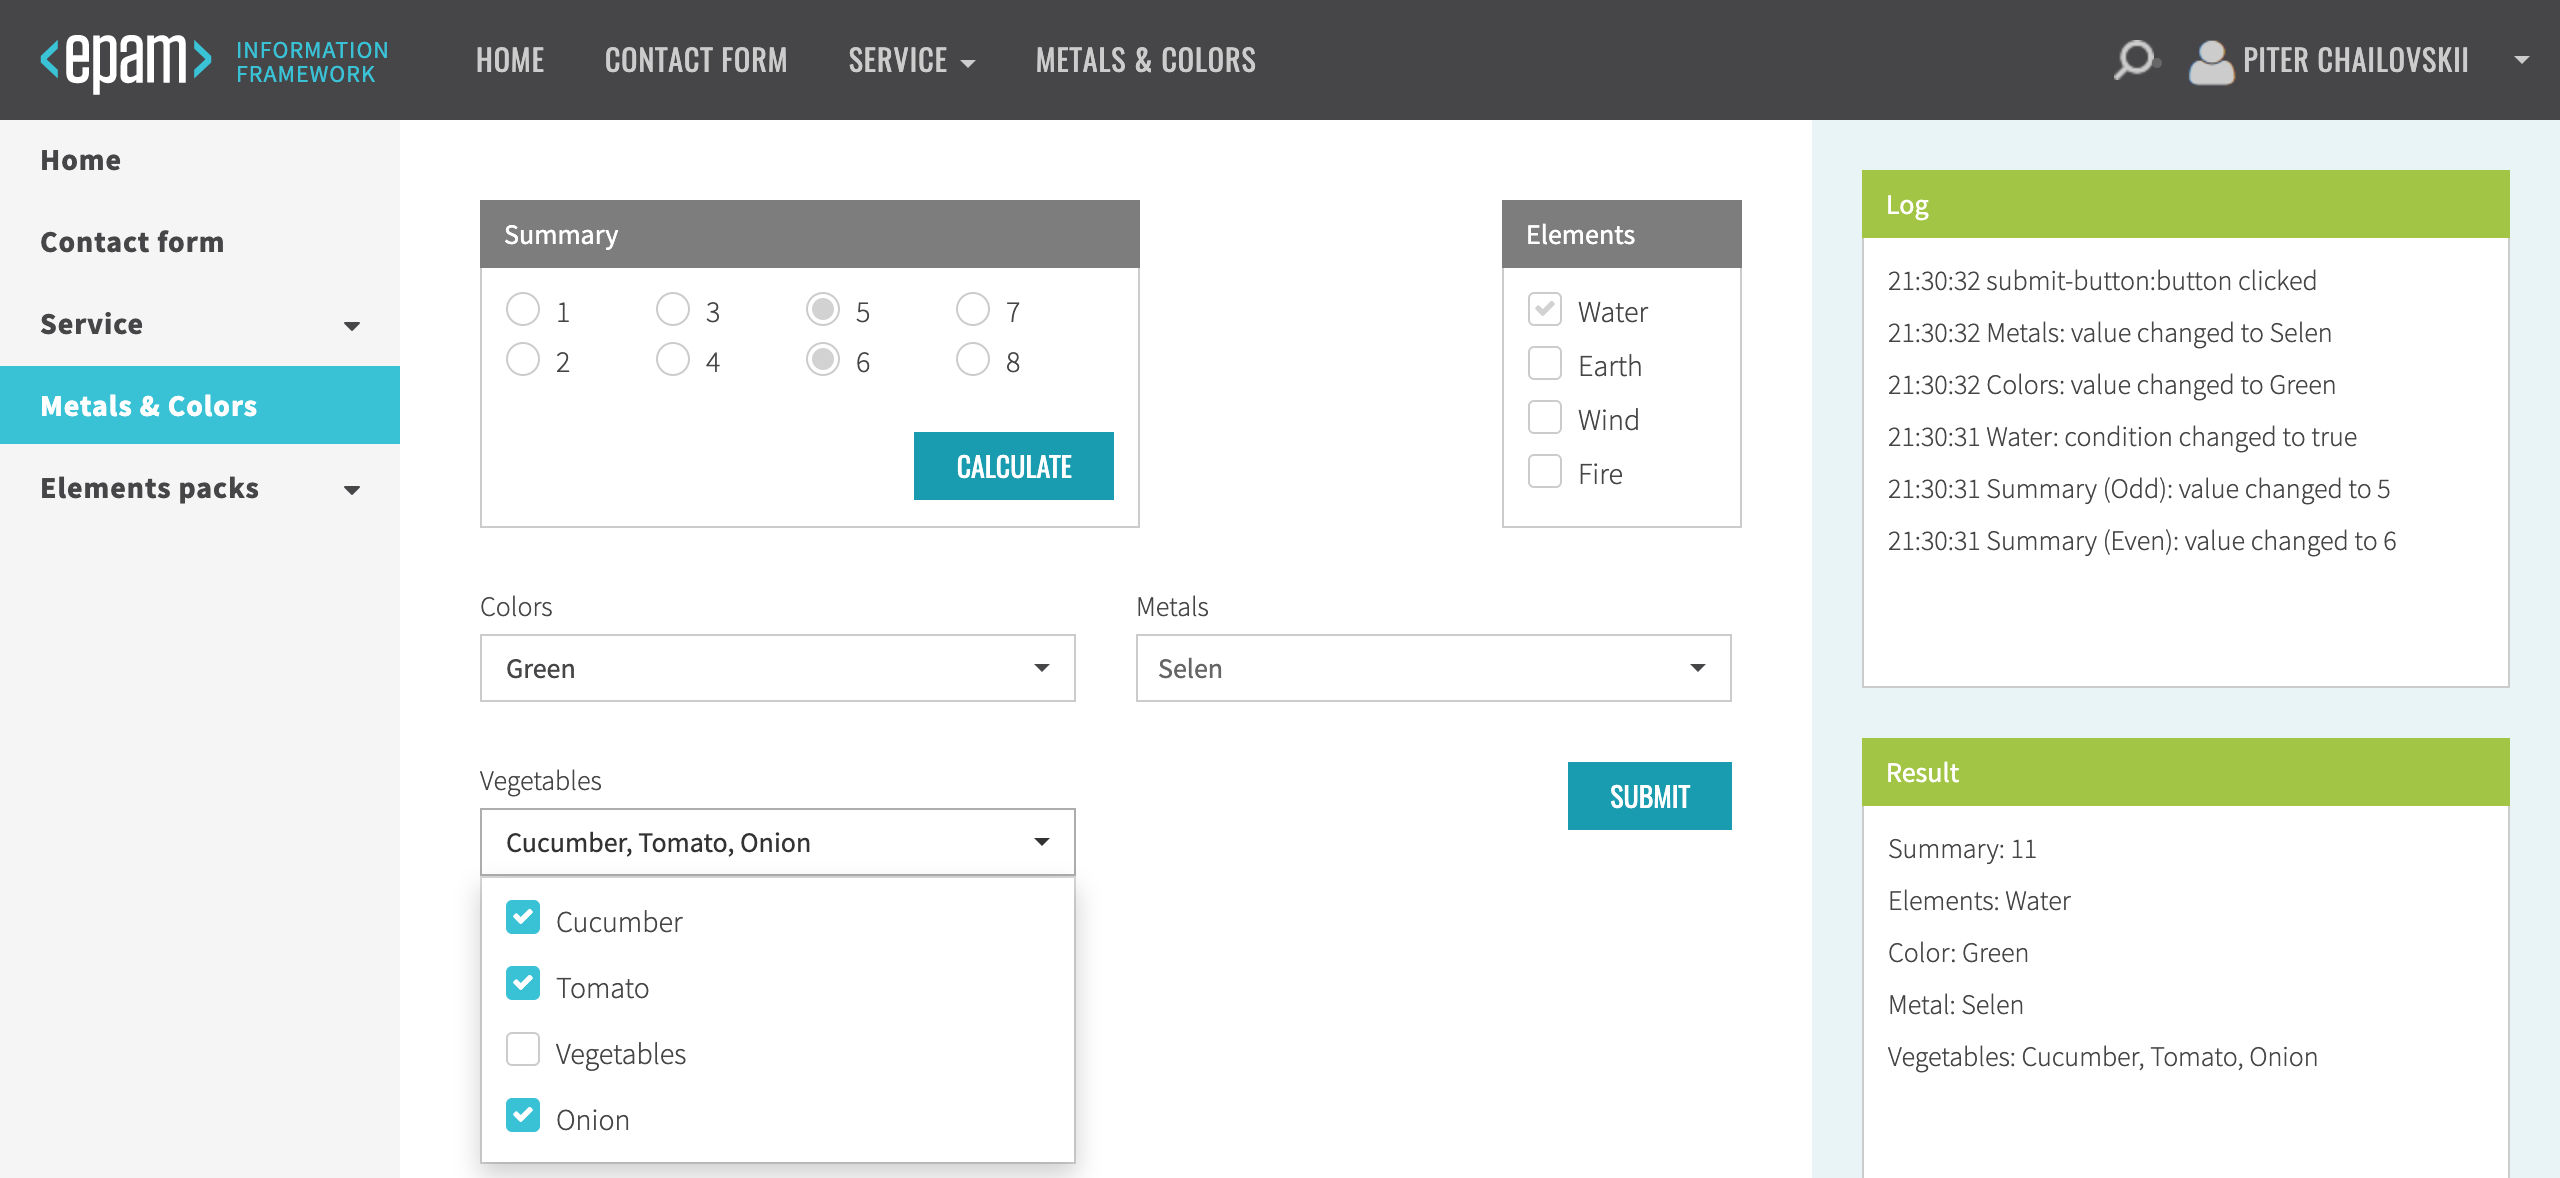 <epam> INFORMATION FRAMEWORK
HOME
CONTACT FORM
SERVICE
METALS & COLORS
PITER CHAILOVSKII
Home
Contact form
Service
Metals & Colors
Elements packs
Summary
1 3 5 7
2 4 6 8
CALCULATE
Elements
Water
Earth
Wind
Fire
Colors
Green
Metals
Selen
Vegetables
Cucumber, Tomato, Onion
Cucumber
Tomato
Vegetables
Onion
SUBMIT
Log
21:30:32 submit-button:button clicked
21:30:32 Metals: value changed to Selen
21:30:32 Colors: value changed to Green
21:30:31 Water: condition changed to true
21:30:31 Summary (Odd): value changed to 5
21:30:31 Summary (Even): value changed to 6
Result
Summary: 11
Elements: Water
Color: Green
Metal: Selen
Vegetables: Cucumber, Tomato, Onion